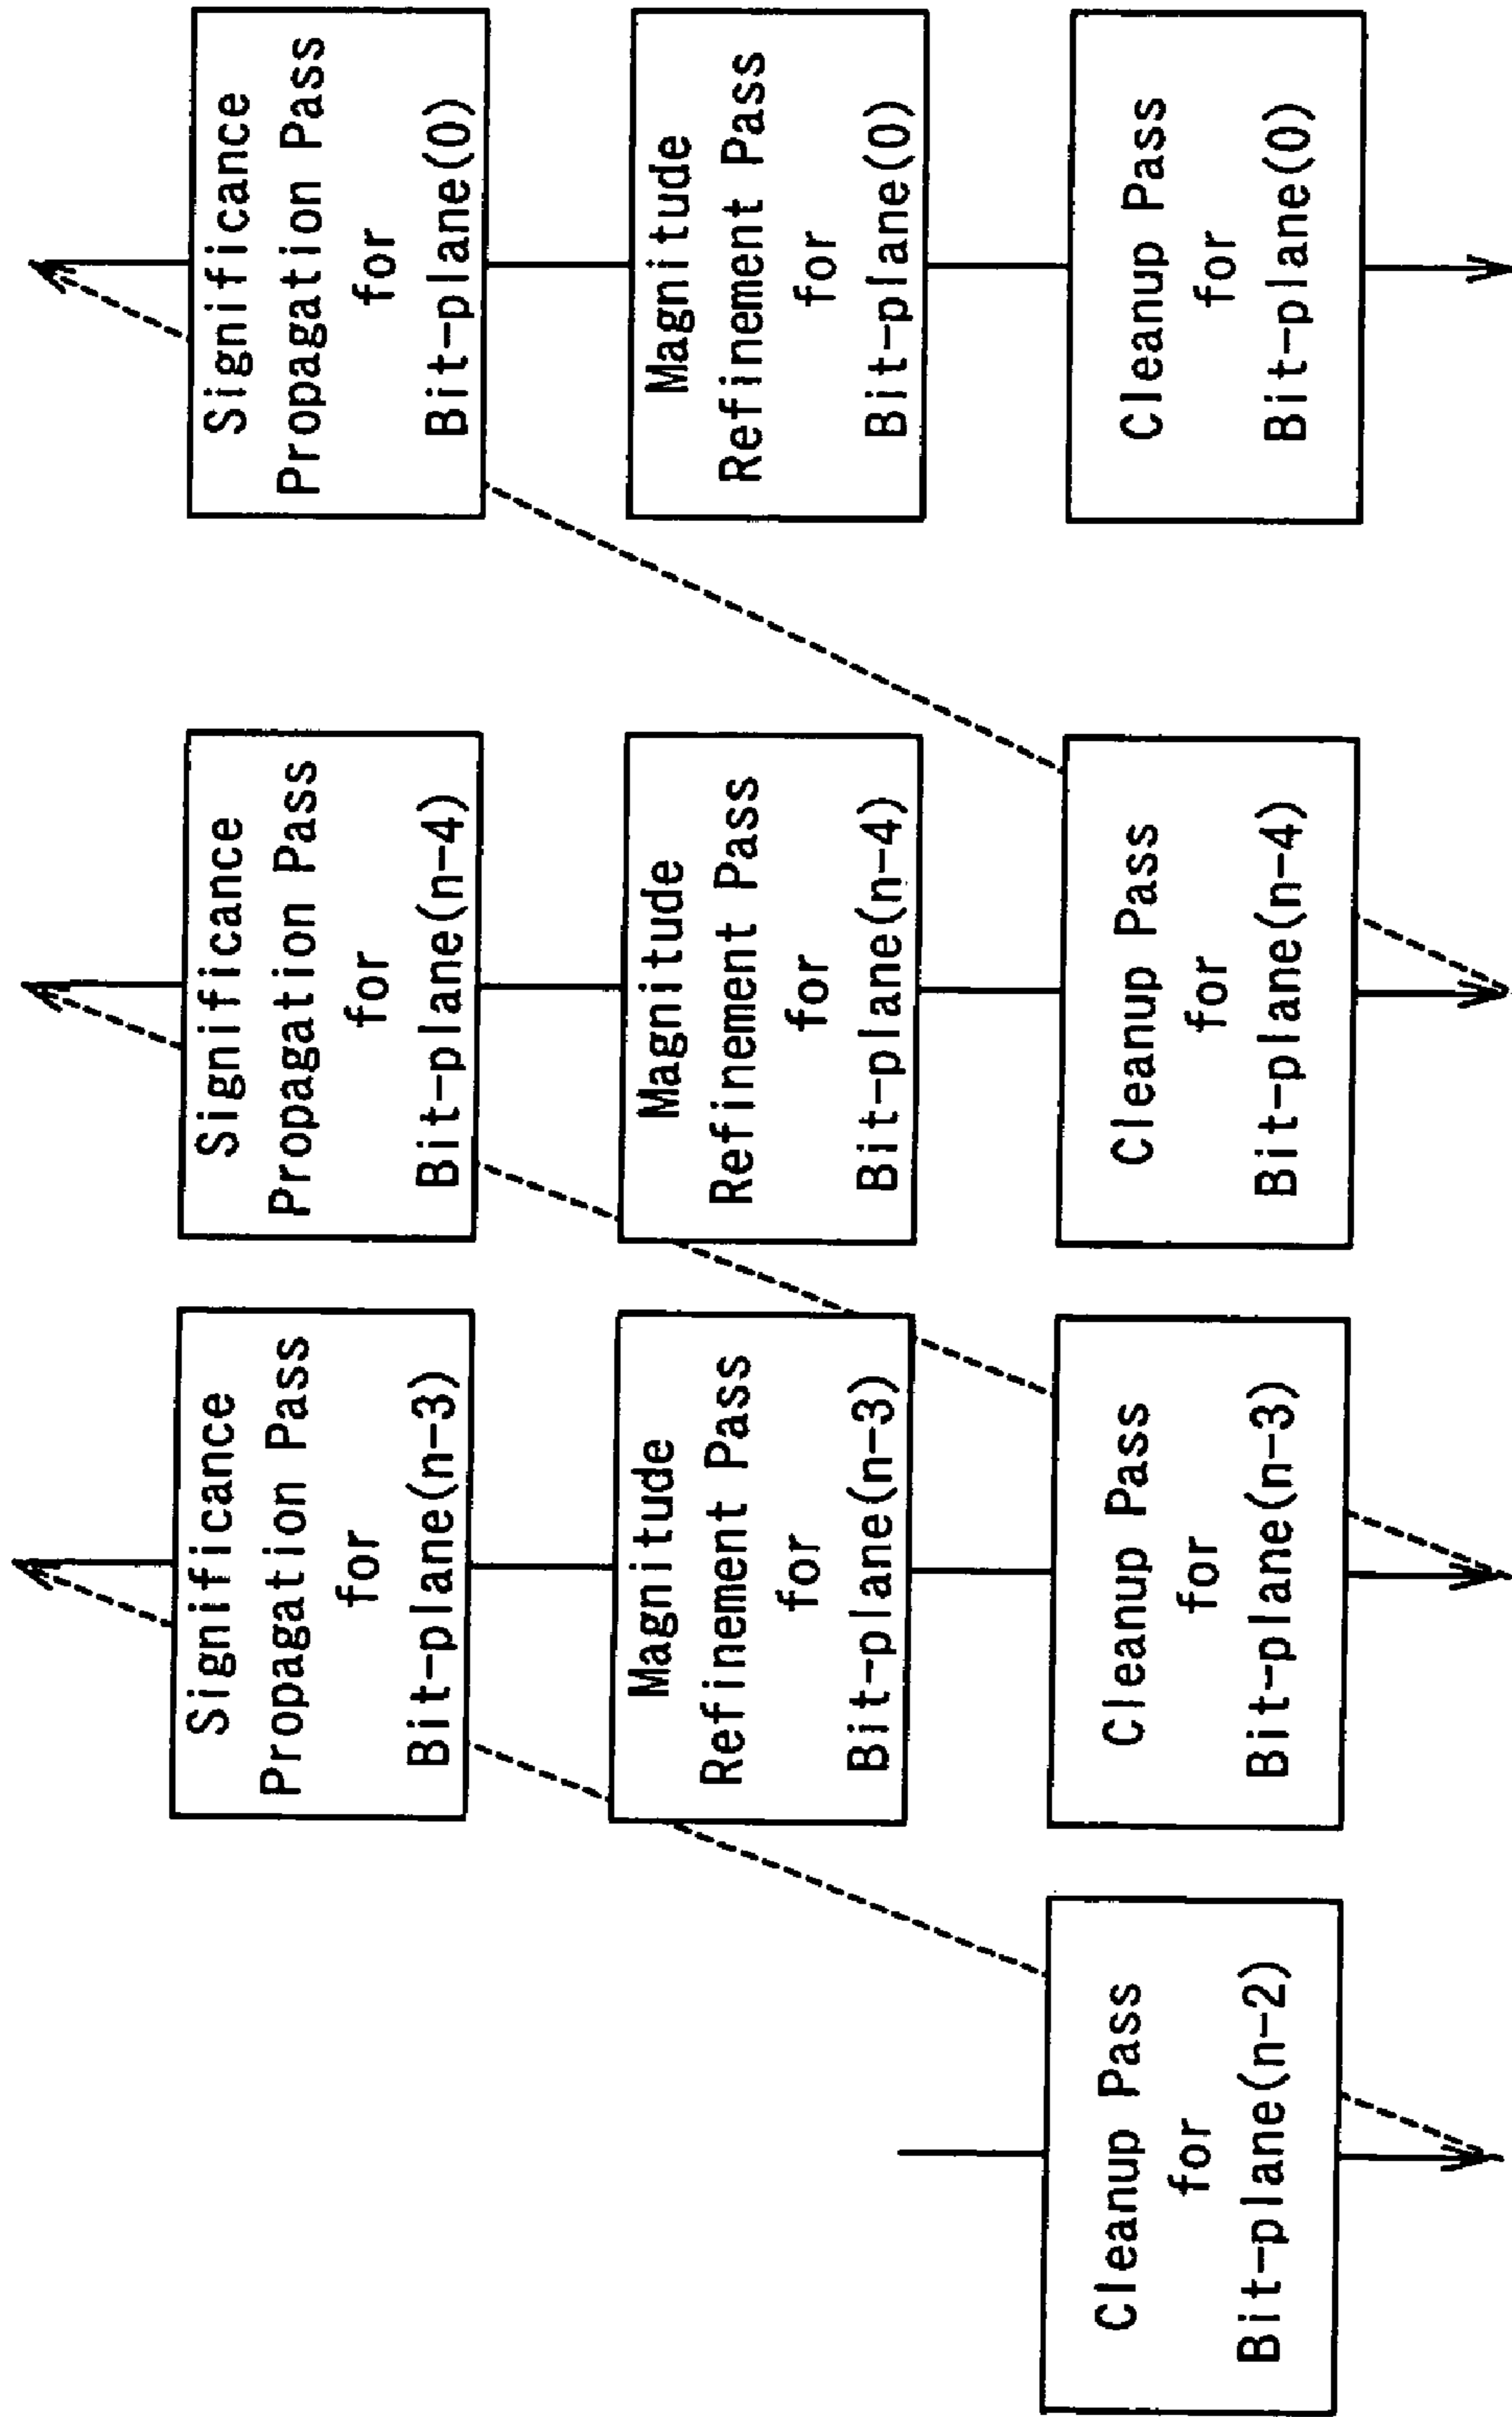 Cleanup Pass
for
Bit-plane(n-2)
Significance
Propagation Pass
for
Bit-plane(n-3)
Magnitude
Refinement Pass
for
Bit-plane(n-3)
Cleanup Pass
for
Bit-plane(n-3)
Significance
Propagation Pass
for
Bit-plane(n-4)
Magnitude
Refinement Pass
for
Bit-plane(n-4)
Cleanup Pass
for
Bit-plane(n-4)
Significance
Propagation Pass
for
Bit-plane(0)
Magnitude
Refinement Pass
for
Bit-plane(0)
Cleanup Pass
for
Bit-plane(0)